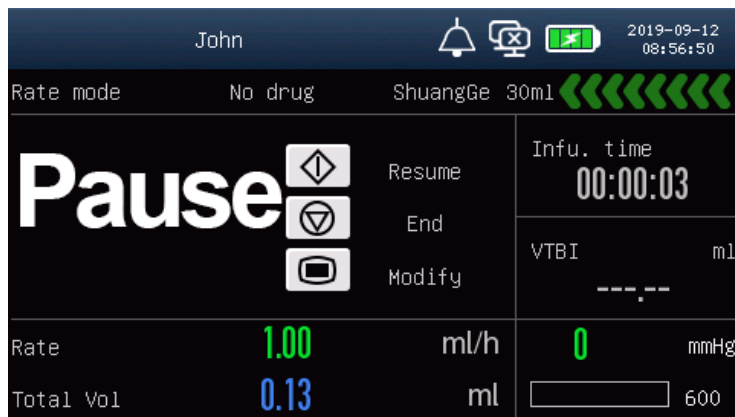 John
2019-09-12
08:56:50
Rate mode No drug ShuangGe 30ml
Pause
Resume
End
Modify
Infu. time
00:00:03
VTBI ml
---.--
Rate 1.00 ml/h
0 mmHg
Total Vol 0.13 ml
600